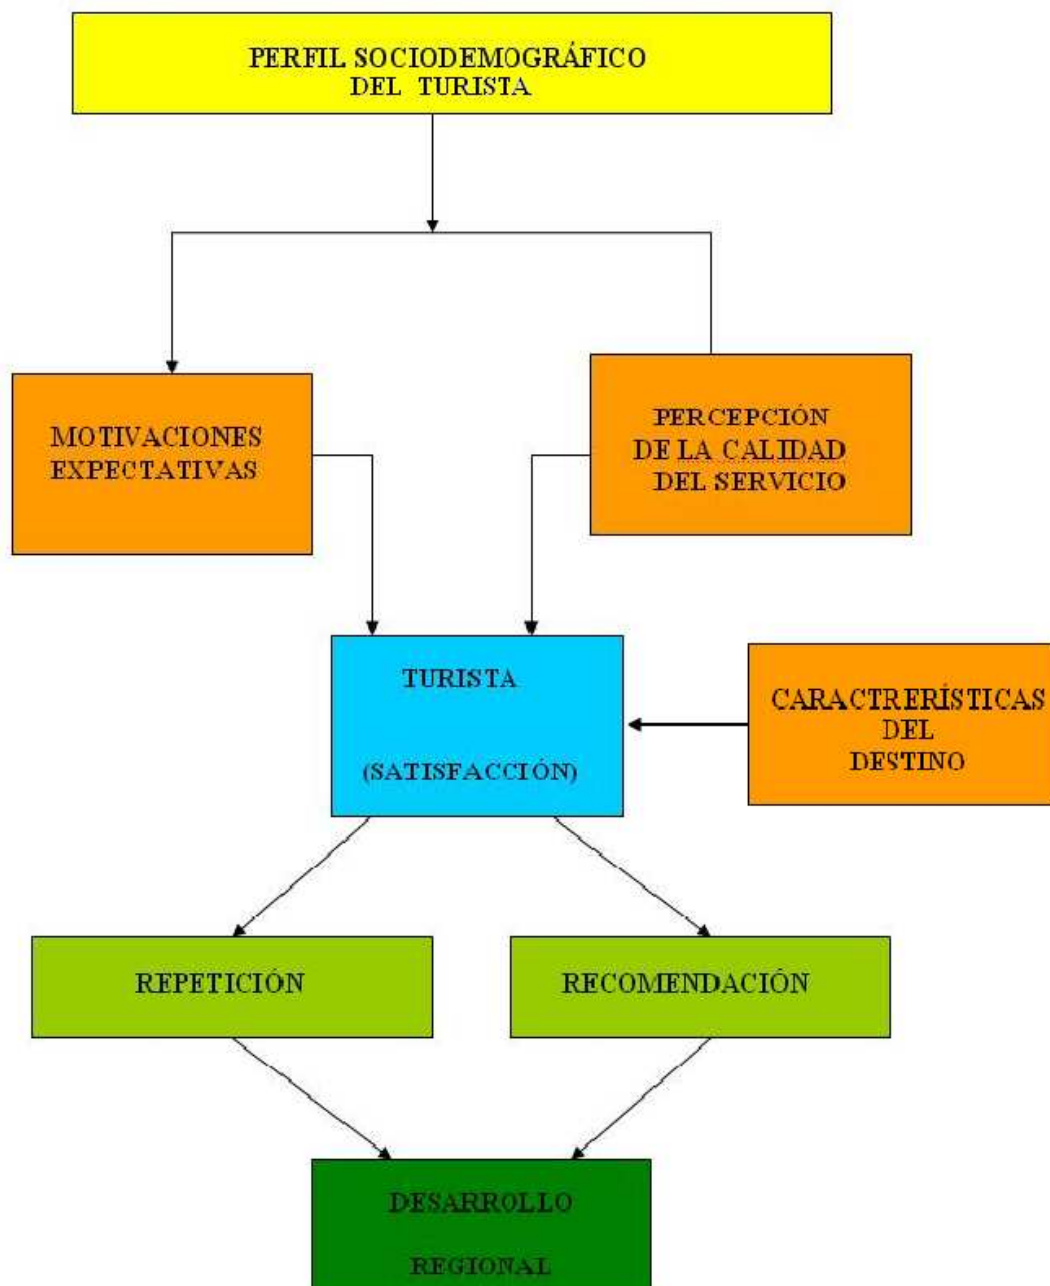 PERFIL SOCIODEMOGRÁFICO
DEL TURISTA
MOTIVACIONES
EXPECTATIVAS
PERCEPCIÓN
DE LA CALIDAD
DEL SERVICIO
TURISTA
(SATISFACCIÓN)
CARACTRERÍSTICAS
DEL
DESTINO
REPETICIÓN
RECOMENDACIÓN
DESARROLLO
REGIONAL